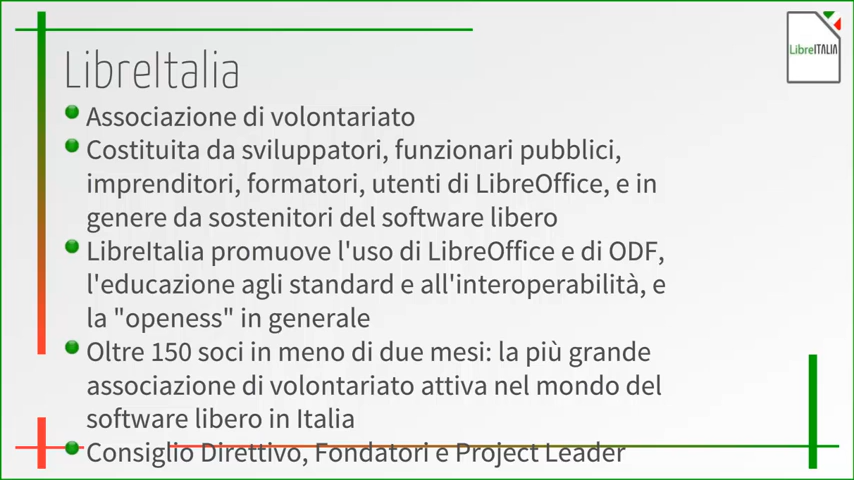 LibreItalia
LibreITALIA
Associazione di volontariato
Costituita da sviluppatori, funzionari pubblici,
imprenditori, formatori, utenti di LibreOffice, e in
genere da sostenitori del software libero
LibreItalia promuove l'uso di LibreOffice e di ODF,
l'educazione agli standard e all'interoperabilità, e
la "openess" in generale
Oltre 150 soci in meno di due mesi: la più grande
associazione di volontariato attiva nel mondo del
software libero in Italia
Consiglio Direttivo, Fondatori e Project Leader